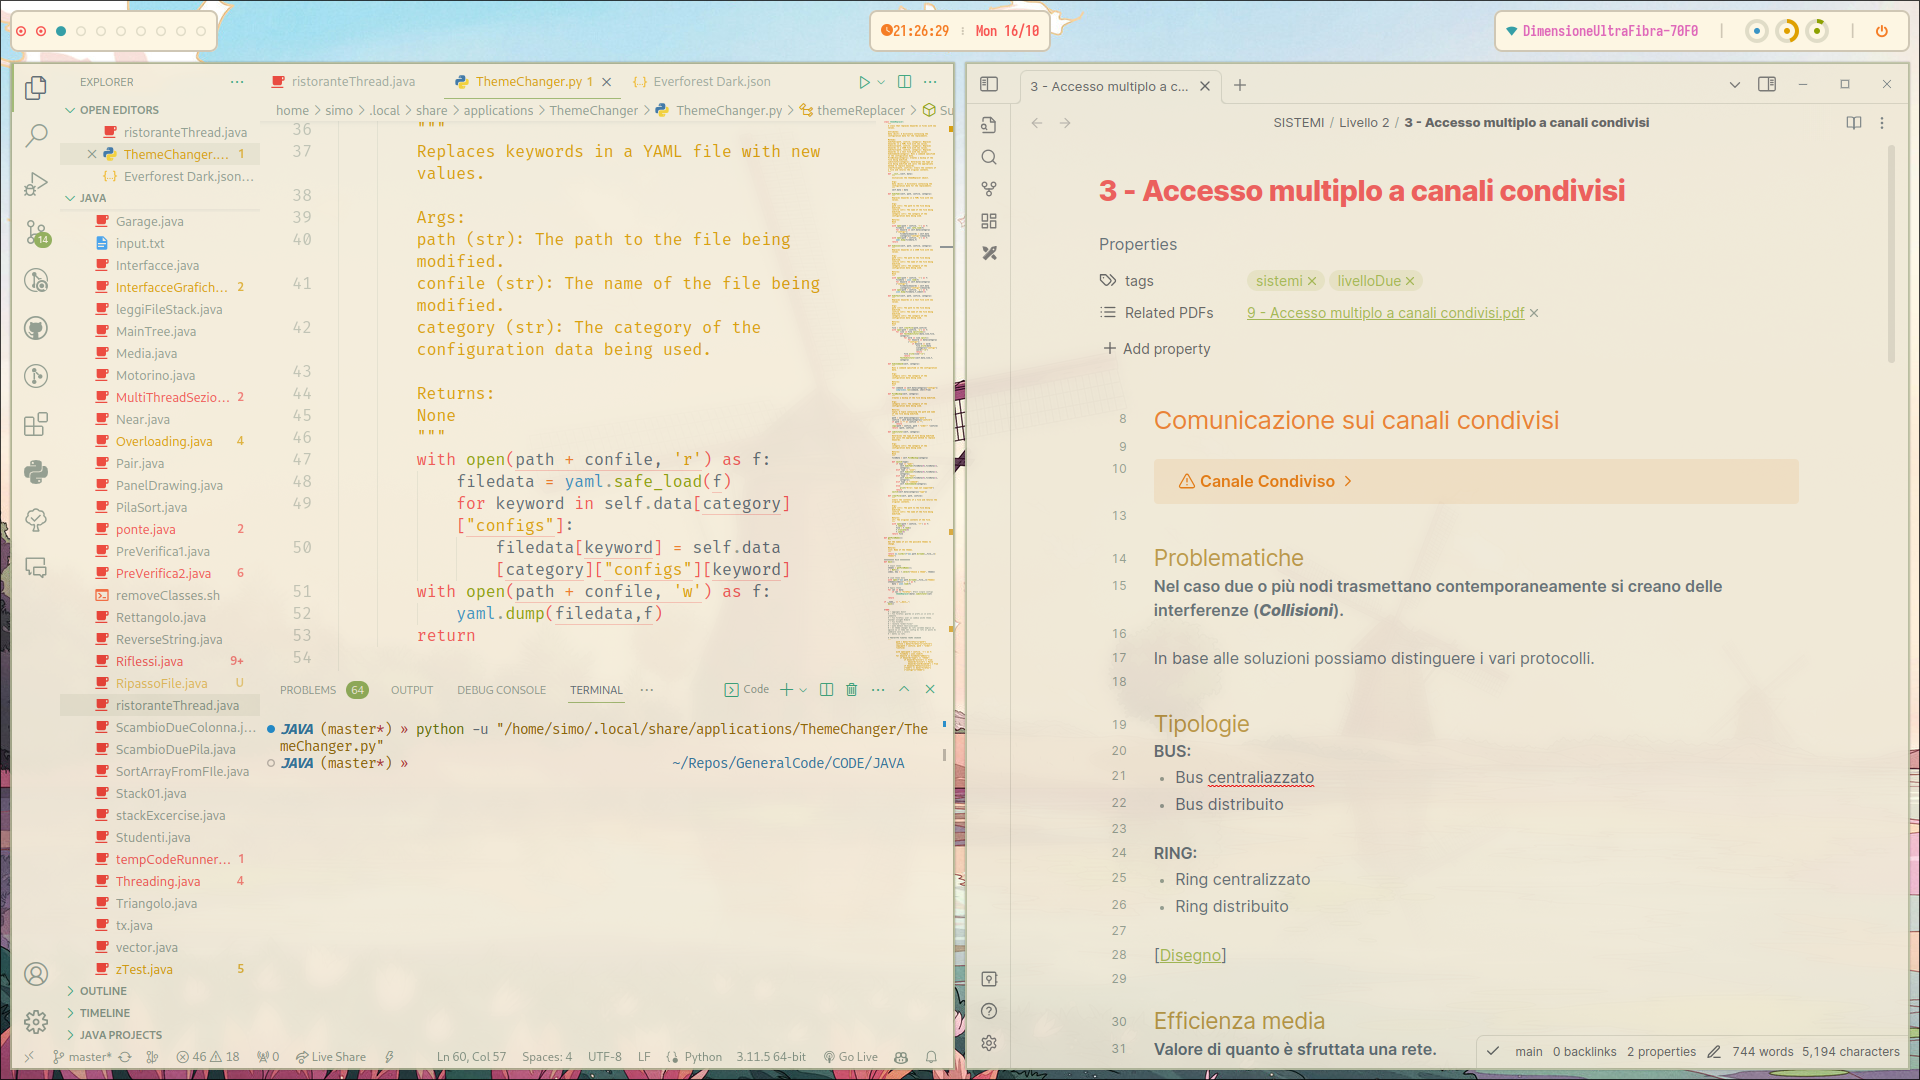 21:26:29
Mon 16/10
DimensioneUltraFibra-70F0
EXPLORER
OPEN EDITORS
ristoranteThread.java
ThemeChanger.... 1
Everforest Dark.json...
JAVA
Garage.java
input.txt
Interfacce.java
InterfacceGrafich... 2
leggiFileStack.java
MainTree.java
Media.java
Motorino.java
MultiThreadSezio... 2
Near.java
Overloading.java 4
Pair.java
PanelDrawing.java
PilaSort.java
ponte.java 2
PreVerifica1.java
PreVerifica2.java 6
removeClasses.sh
Rettangolo.java
ReverseString.java
Riflessi.java 9+
RipassoFile.java U
ristoranteThread.java
ScambioDueColonna.j...
ScambioDuePila.java
SortArrayFromFIle.java
Stack01.java
stackExcercise.java
Studenti.java
tempCodeRunner... 1
Threading.java 4
Triangolo.java
tx.java
vector.java
zTest.java 5
OUTLINE
TIMELINE
JAVA PROJECTS
14
ristoranteThread.java
ThemeChanger.py 1
Everforest Dark.json
home > simo > .local > share > applications > ThemeChanger > ThemeChanger.py > themeReplacer > Su
36 """
37 Replaces keywords in a YAML file with new
values.
38
39 Args:
40 path (str): The path to the file being
modified.
41 confile (str): The name of the file being
modified.
42 category (str): The category of the
configuration data being used.
43
44 Returns:
45 None
46 """
47 with open(path + confile, 'r') as f:
48 filedata = yaml.safe_load(f)
49 for keyword in self.data[category]
["configs"]:
50 filedata[keyword] = self.data
[category]["configs"][keyword]
51 with open(path + confile, 'w') as f:
52 yaml.dump(filedata,f)
53 return
54
PROBLEMS 64 OUTPUT DEBUG CONSOLE TERMINAL ... Code
JAVA (master*) » python -u "/home/simo/.local/share/applications/ThemeChanger/The
meChanger.py"
JAVA (master*) » ~/Repos/GeneralCode/CODE/JAVA
master* 46 18 0 Live Share Ln 60, Col 57 Spaces: 4 UTF-8 LF Python 3.11.5 64-bit Go Live
3 - Accesso multiplo a c...
SISTEMI / Livello 2 / 3 - Accesso multiplo a canali condivisi
3 - Accesso multiplo a canali condivisi
Properties
tags sistemi livelloDue
Related PDFs 9 - Accesso multiplo a canali condivisi.pdf
Add property
8 Comunicazione sui canali condivisi
9
10 Canale Condiviso
13
14 Problematiche
15 Nel caso due o più nodi trasmettano contemporaneamente si creano delle
interferenze (Collisioni).
16
17 In base alle soluzioni possiamo distinguere i vari protocolli.
18
19 Tipologie
20 BUS:
21 • Bus centraliazzato
22 • Bus distribuito
23
24 RING:
25 • Ring centralizzato
26 • Ring distribuito
27
28 [Disegno]
29
30 Efficienza media
31 Valore di quanto è sfruttata una rete.
main 0 backlinks 2 properties 744 words 5,194 characters